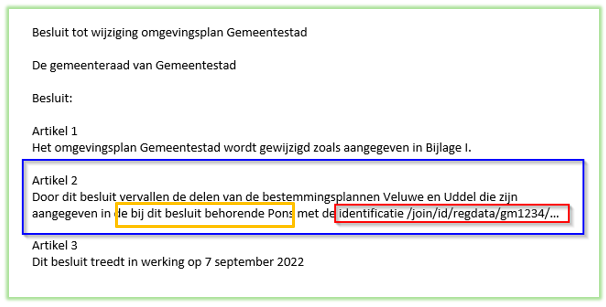 Besluit tot wijziging omgevingsplan Gemeentestad
De gemeenteraad van Gemeentestad
Besluit:
Artikel 1
Het omgevingsplan Gemeentestad wordt gewijzigd zoals aangegeven in Bijlage I.
Artikel 2
Door dit besluit vervallen de delen van de bestemmingsplannen Veluwe en Uddel die zijn
aangegeven in de bij dit besluit behorende Pons met de identificatie /join/id/regdata/gm1234/…
Artikel 3
Dit besluit treedt in werking op 7 september 2022